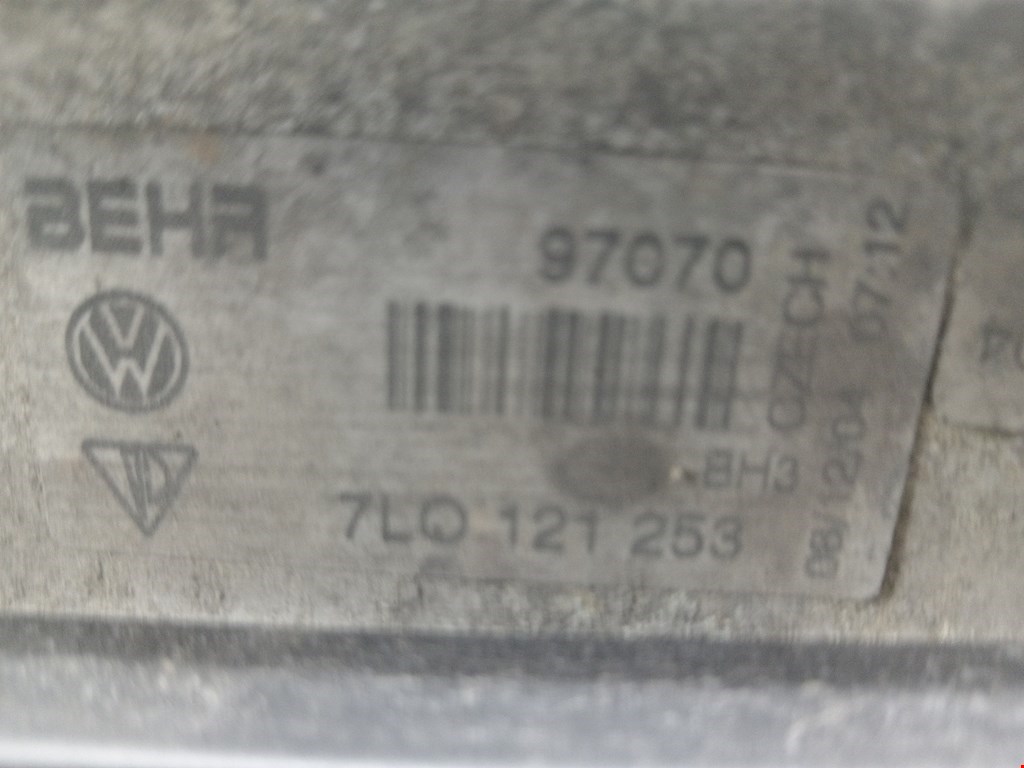 BEHR
97070
BH3
7L0 121 253
CZECH
08/12/04 07:12